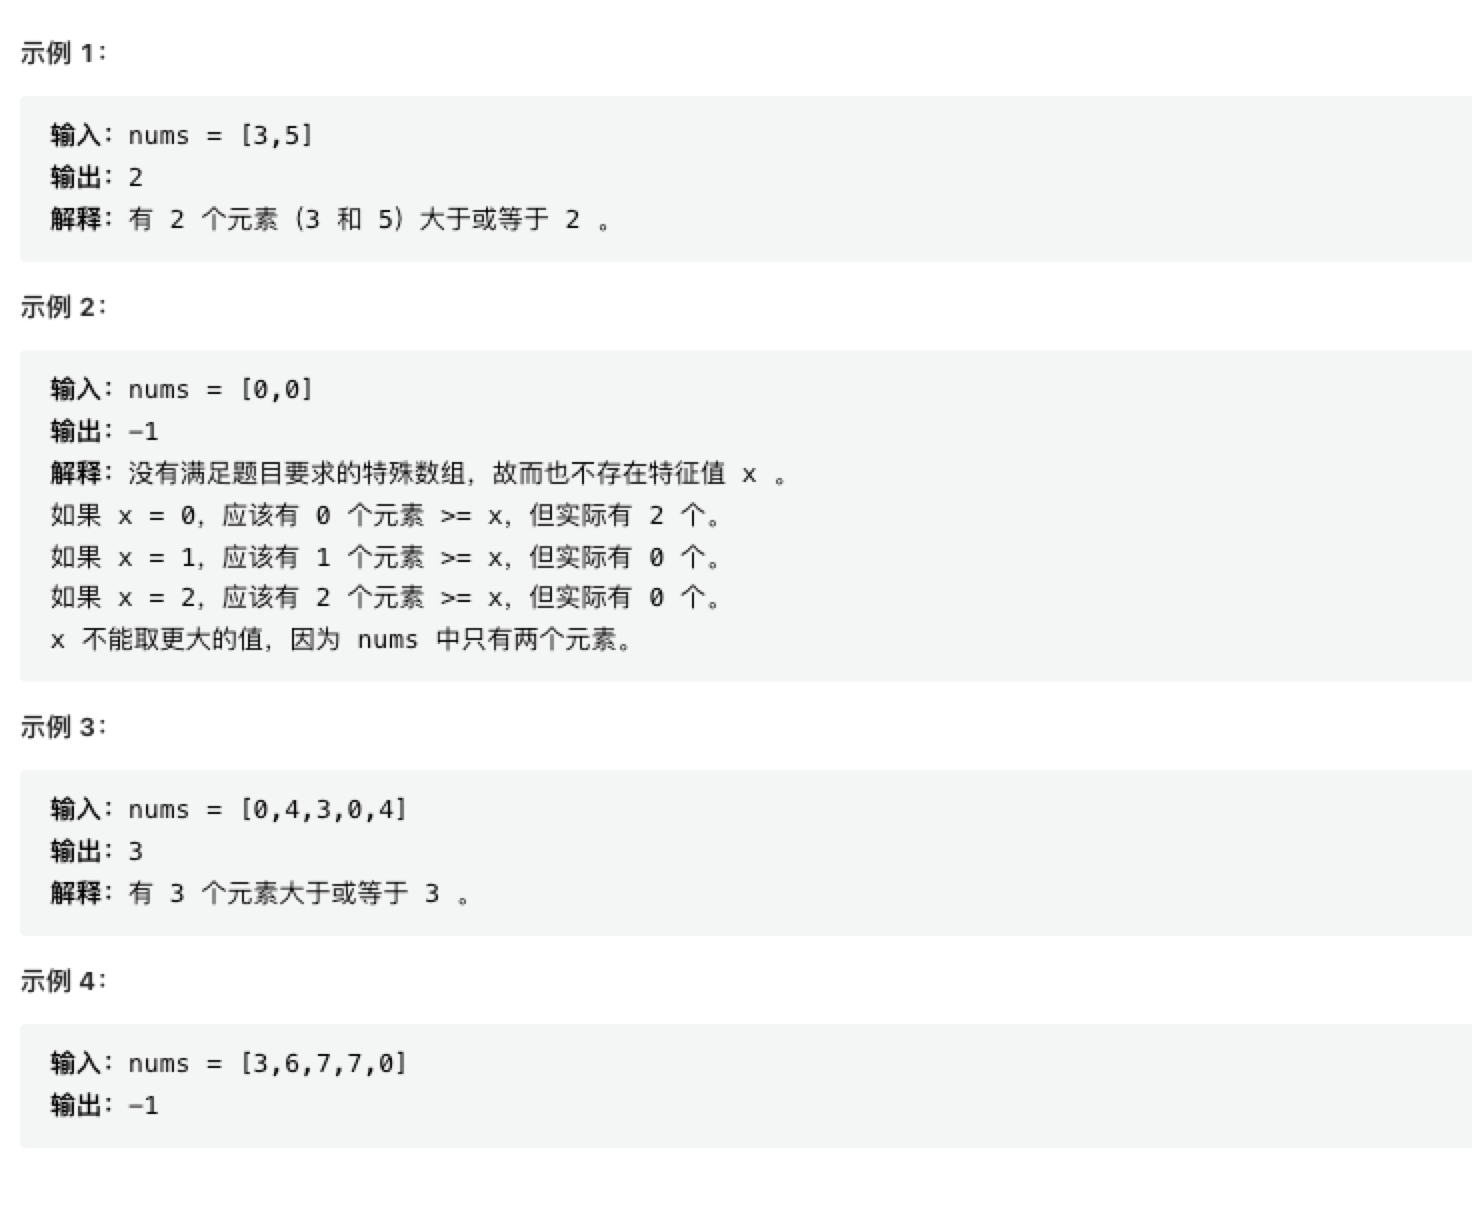 示例 1：
输入：nums = [3,5]
输出：2
解释：有 2 个元素（3 和 5）大于或等于 2 。
示例 2：
输入：nums = [0,0]
输出：-1
解释：没有满足题目要求的特殊数组，故而也不存在特征值 x 。
如果 x = 0，应该有 0 个元素 >= x，但实际有 2 个。
如果 x = 1，应该有 1 个元素 >= x，但实际有 0 个。
如果 x = 2，应该有 2 个元素 >= x，但实际有 0 个。
x 不能取更大的值，因为 nums 中只有两个元素。
示例 3：
输入：nums = [0,4,3,0,4]
输出：3
解释：有 3 个元素大于或等于 3 。
示例 4：
输入：nums = [3,6,7,7,0]
输出：-1